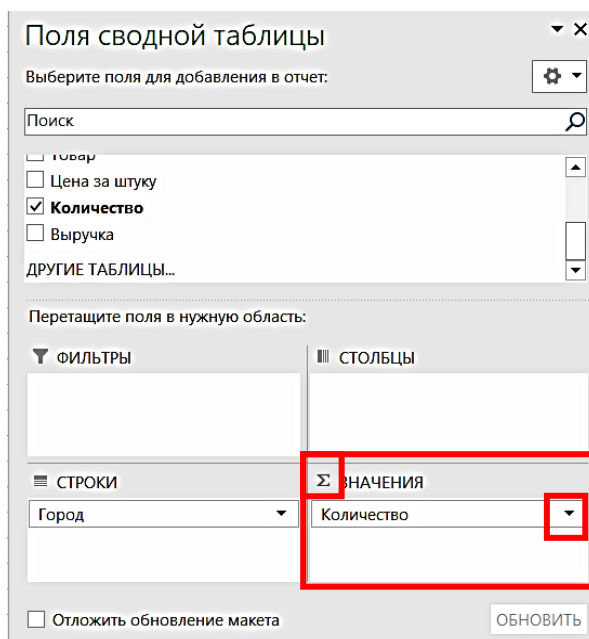 Поля сводной таблицы
Выберите поля для добавления в отчет:
Поиск
Товар
Цена за штуку
Количество
Выручка
ДРУГИЕ ТАБЛИЦЫ...
Перетащите поля в нужную область:
ФИЛЬТРЫ
СТОЛБЦЫ
СТРОКИ
Σ ЗНАЧЕНИЯ
Город
Количество
Отложить обновление макета
ОБНОВИТЬ